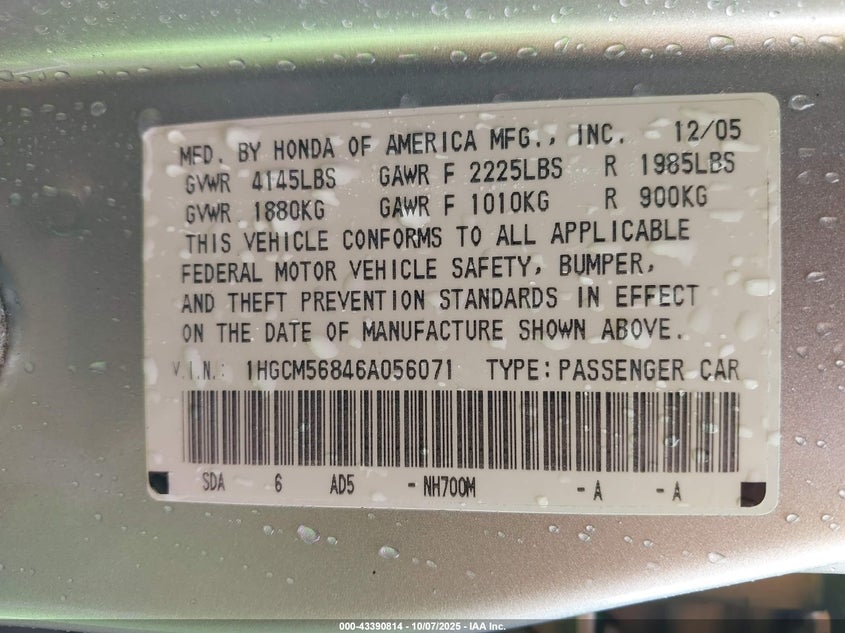 MFD. BY HONDA OF AMERICA MFG., INC. 12/05
GVWR 4145LBS GAWR F 2225LBS R 1985LBS
GVWR 1880KG GAWR F 1010KG R 900KG
THIS VEHICLE CONFORMS TO ALL APPLICABLE
FEDERAL MOTOR VEHICLE SAFETY, BUMPER,
AND THEFT PREVENTION STANDARDS IN EFFECT
ON THE DATE OF MANUFACTURE SHOWN ABOVE.
V.I.N.: 1HGCM56846A056071 TYPE: PASSENGER CAR
SDA 6 AD5 - NH700M - A - A
000-43390814 - 10/07/2025 - IAA Inc.